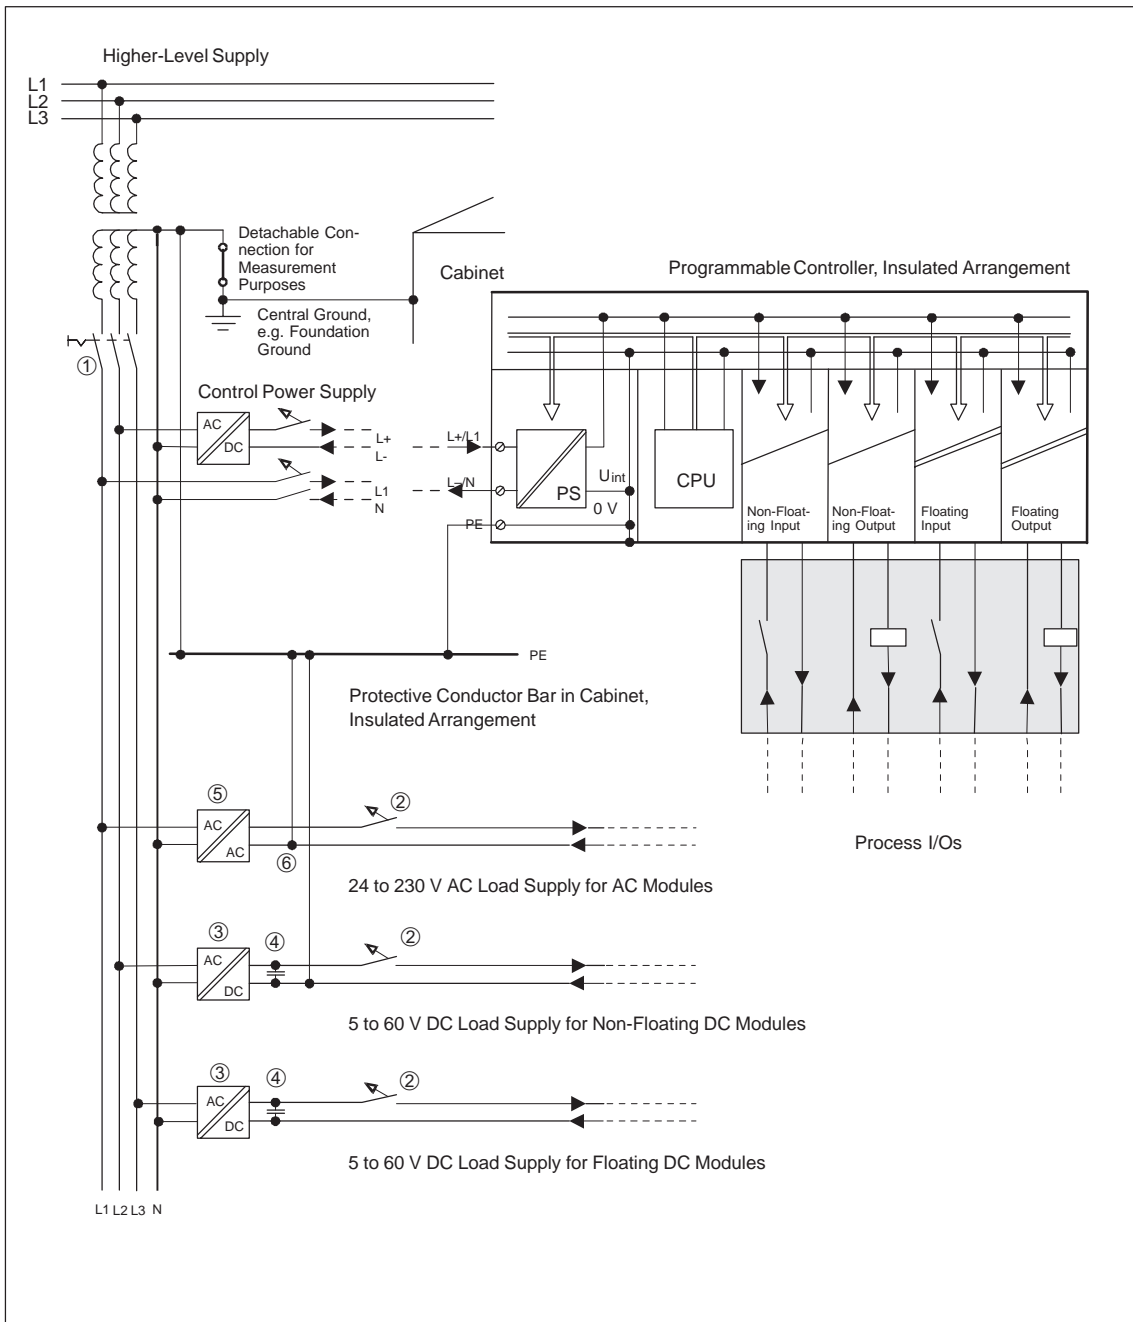 Higher-Level Supply
L1
L2
L3
Detachable Con-
nection for
Measurement
Purposes
Cabinet
Programmable Controller, Insulated Arrangement
Central Ground,
e.g. Foundation
Ground
①
Control Power Supply
AC
DC
L+
L-
L+/L1
L1
N
L–/N
PE
PS
Uint
0 V
CPU
Non-Float-
ing Input
Non-Float-
ing Output
Floating
Input
Floating
Output
PE
Protective Conductor Bar in Cabinet,
Insulated Arrangement
⑤
②
AC
AC
⑥
Process I/Os
24 to 230 V AC Load Supply for AC Modules
③
④
②
AC
DC
5 to 60 V DC Load Supply for Non-Floating DC Modules
③
④
②
AC
DC
5 to 60 V DC Load Supply for Floating DC Modules
L1 L2 L3 N